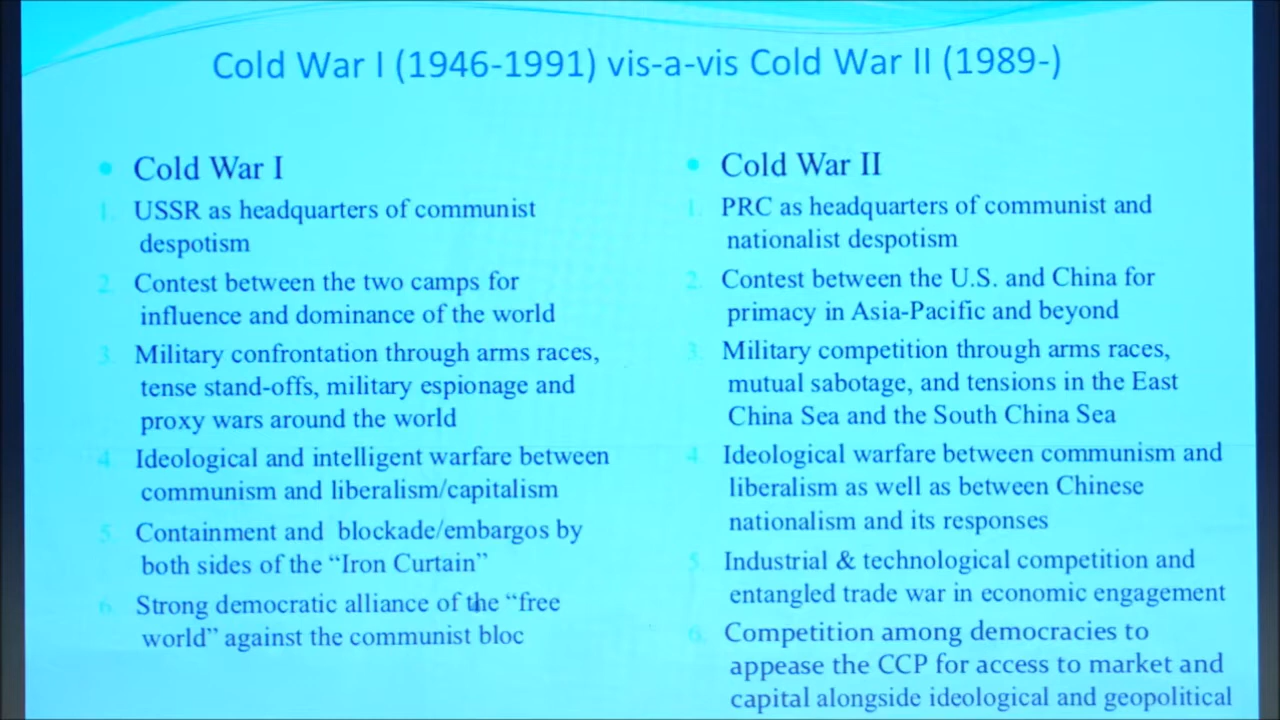 Cold War I (1946-1991) vis-a-vis Cold War II (1989-)
• Cold War I
1. USSR as headquarters of communist
despotism
2. Contest between the two camps for
influence and dominance of the world
3. Military confrontation through arms races,
tense stand-offs, military espionage and
proxy wars around the world
4. Ideological and intelligent warfare between
communism and liberalism/capitalism
5. Containment and blockade/embargos by
both sides of the “Iron Curtain”
6. Strong democratic alliance of the “free
world” against the communist bloc
• Cold War II
1. PRC as headquarters of communist and
nationalist despotism
2. Contest between the U.S. and China for
primacy in Asia-Pacific and beyond
3. Military competition through arms races,
mutual sabotage, and tensions in the East
China Sea and the South China Sea
4. Ideological warfare between communism and
liberalism as well as between Chinese
nationalism and its responses
5. Industrial & technological competition and
entangled trade war in economic engagement
6. Competition among democracies to
appease the CCP for access to market and
capital alongside ideological and geopolitical